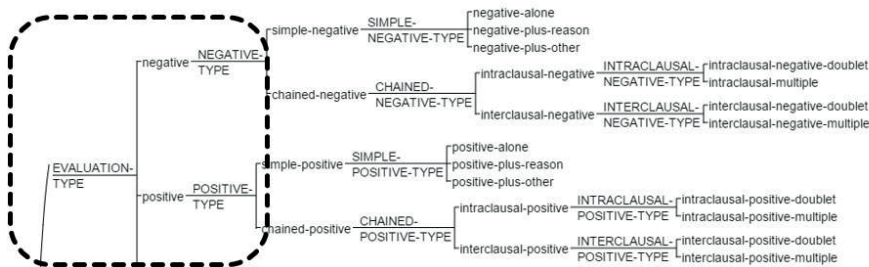 negative-alone
simple-negative SIMPLE- negative-plus-reason
NEGATIVE-TYPE negative-plus-other
negative NEGATIVE-
TYPE
intraclausal-negative INTRACLAUSAL- intraclausal-negative-doublet
NEGATIVE-TYPE intraclausal-multiple
chained-negative CHAINED-
NEGATIVE-TYPE
interclausal-negative INTERCLAUSAL- interclausal-negative-doublet
NEGATIVE-TYPE interclausal-negative-multiple
EVALUATION-
TYPE
positive-alone
simple-positive SIMPLE- positive-plus-reason
POSITIVE-TYPE positive-plus-other
positive POSITIVE-
TYPE
intraclausal-positive INTRACLAUSAL- intraclausal-positive-doublet
POSITIVE-TYPE intraclausal-positive-multiple
chained-positive CHAINED-
POSITIVE-TYPE
interclausal-positive INTERCLAUSAL- interclausal-positive-doublet
POSITIVE-TYPE interclausal-positive-multiple